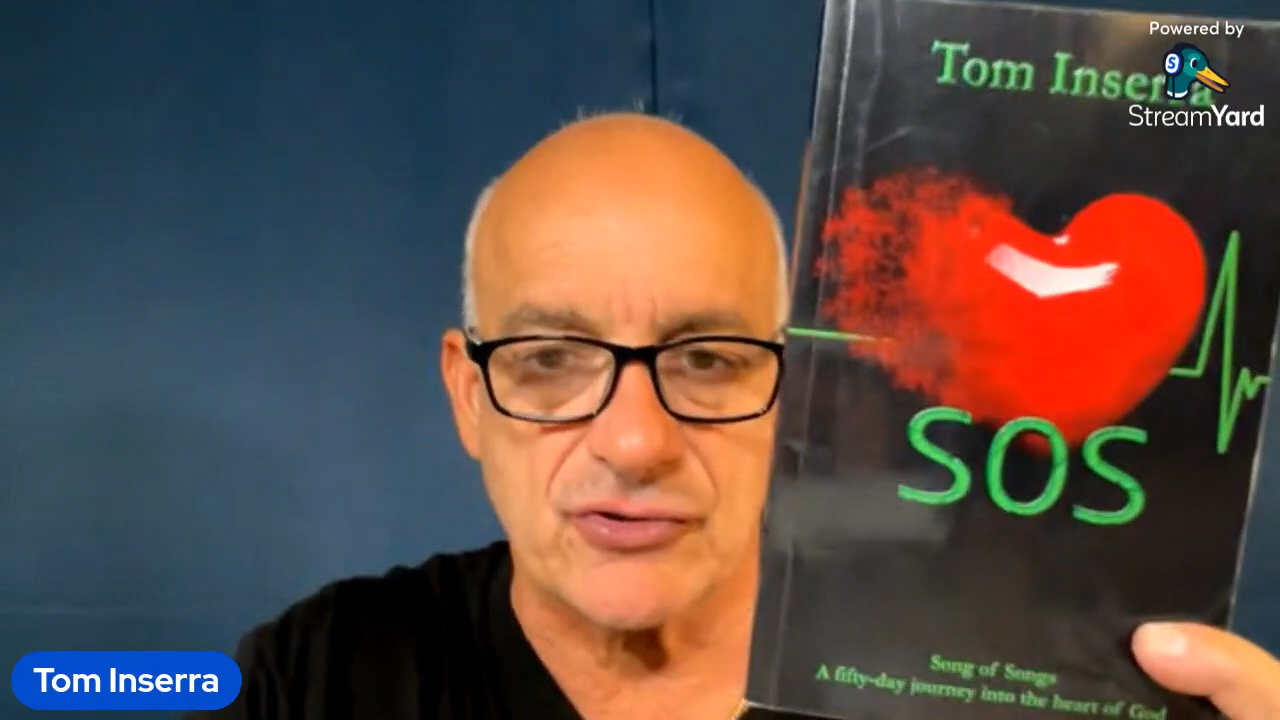 Powered by
S
StreamYard
Tom Inserra
SOS
Song of Songs
A fifty-day journey into the heart of God
Tom Inserra